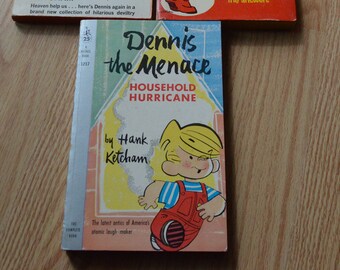 Heaven help us . . . here's Dennis again in a
brand new collection of hilarious deviltry
Dennis
the Menace
HOUSEHOLD
HURRICANE
by Hank
Ketcham
The latest antics of America's
atomic laugh maker